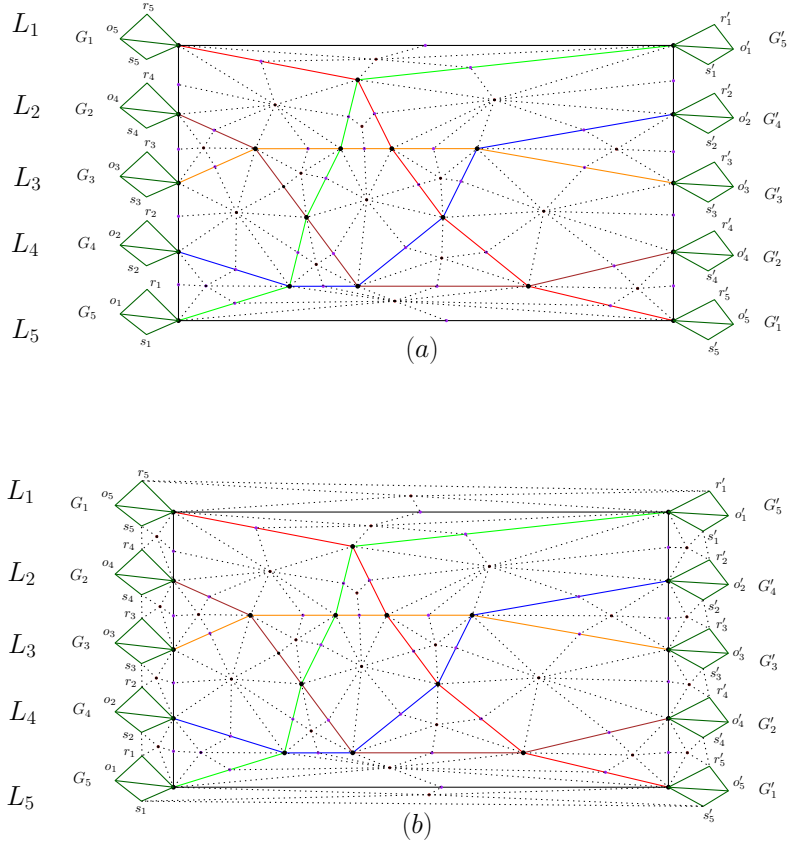 L₁ G₁ o₅ r₅ s₅ r′₁ o′₁ s′₁ G′₅
L₂ G₂ o₄ r₄ s₄ r′₂ o′₂ s′₂ G′₄
L₃ G₃ o₃ r₃ s₃ r′₃ o′₃ s′₃ G′₃
L₄ G₄ o₂ r₂ s₂ r′₄ o′₄ s′₄ G′₂
L₅ G₅ o₁ r₁ s₁ r′₅ o′₅ s′₅ G′₁
(a)
L₁ G₁ o₅ r₅ s₅ r′₁ o′₁ s′₁ G′₅
L₂ G₂ o₄ r₄ s₄ r′₂ o′₂ s′₂ G′₄
L₃ G₃ o₃ r₃ s₃ r′₃ o′₃ s′₃ G′₃
L₄ G₄ o₂ r₂ s₂ r′₄ o′₄ s′₄ G′₂
L₅ G₅ o₁ r₁ s₁ r′₅ o′₅ s′₅ G′₁
(b)